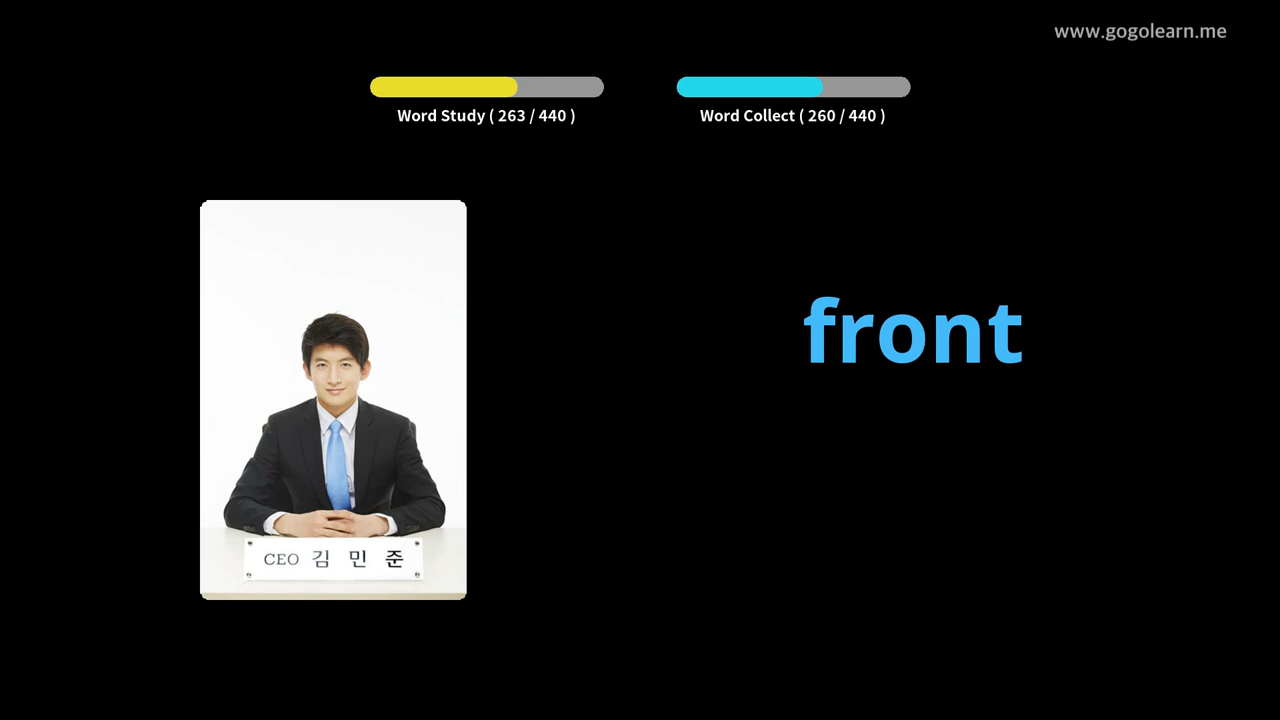 www.gogolearn.me
Word Study ( 263 / 440 )
Word Collect ( 260 / 440 )
front
CEO 김 민 준